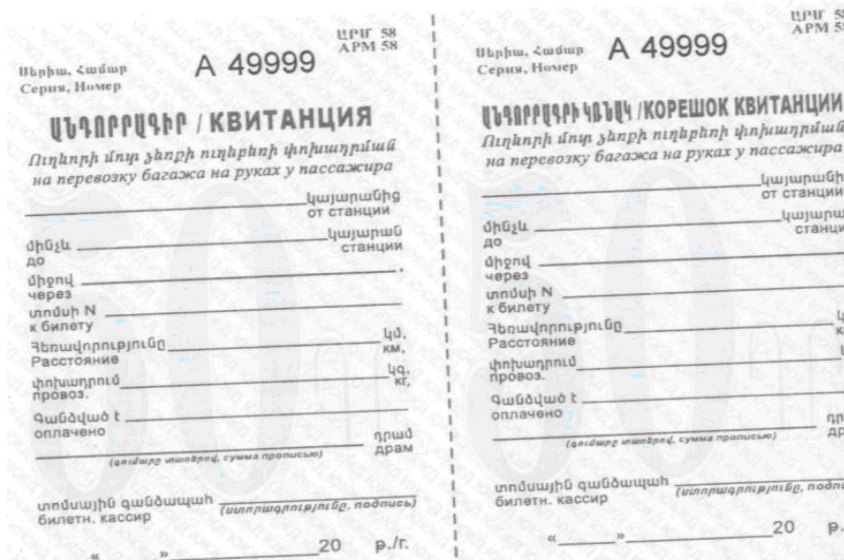 ԱՐՄ 58
АРМ 58
Սերիա, Համար
Серия, Номер
A 49999
ԱՆԴՈՐՐԱԳԻՐ / КВИТАНЦИЯ
Ուղևորի մոտ ձեռքի ուղեբեռի փոխադրման
на перевозку багажа на руках у пассажира
կայարանից
от станции
մինչև կայարան
до станции
միջով
через
տոմսի N
к билету
Հեռավորությունը կմ,
Расстояние км,
փոխադրում կգ,
провоз. кг,
Գանձված է
оплачено
դրամ
(գումարը տառերով, сумма прописью) драм
տոմսային գանձապահ
билетн. кассир (ստորագրությունը, подпись)
« » 20 թ./г.
ԱՐՄ 58
АРМ 58
Սերիա, Համար
Серия, Номер
A 49999
ԱՆԴՈՐՐԱԳՐԻ ԿՏՆԱԿ /КОРЕШОК КВИТАНЦИИ
Ուղևորի մոտ ձեռքի ուղեբեռի փոխադրման
на перевозку багажа на руках у пассажира
от станции
մինչև
до
միջով
через
տոմսի N
к билету
Հեռավորությունը
Расстояние
փոխադրում
провоз.
Գանձված է
оплачено
(գումարը տառերով, сумма прописью)
տոմսային գանձապահ
билетн. кассир (ստորագրությունը,
« » 20